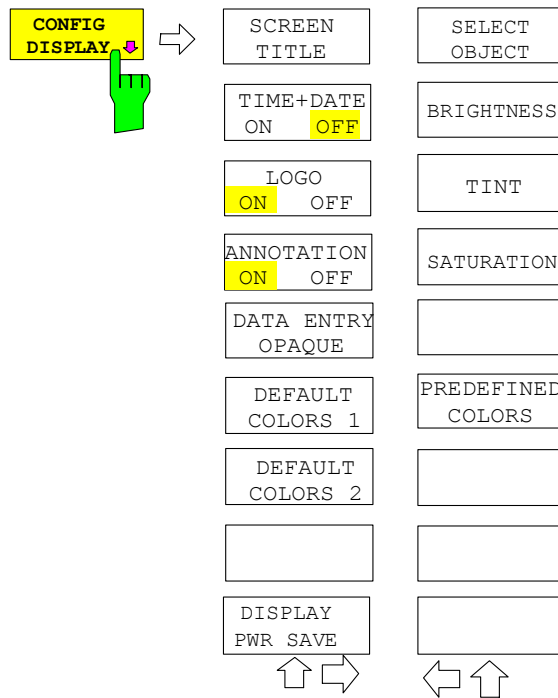 CONFIG
DISPLAY
SCREEN
TITLE
TIME+DATE
ON OFF
LOGO
ON OFF
ANNOTATION
ON OFF
DATA ENTRY
OPAQUE
DEFAULT
COLORS 1
DEFAULT
COLORS 2
DISPLAY
PWR SAVE
SELECT
OBJECT
BRIGHTNESS
TINT
SATURATION
PREDEFINED
COLORS